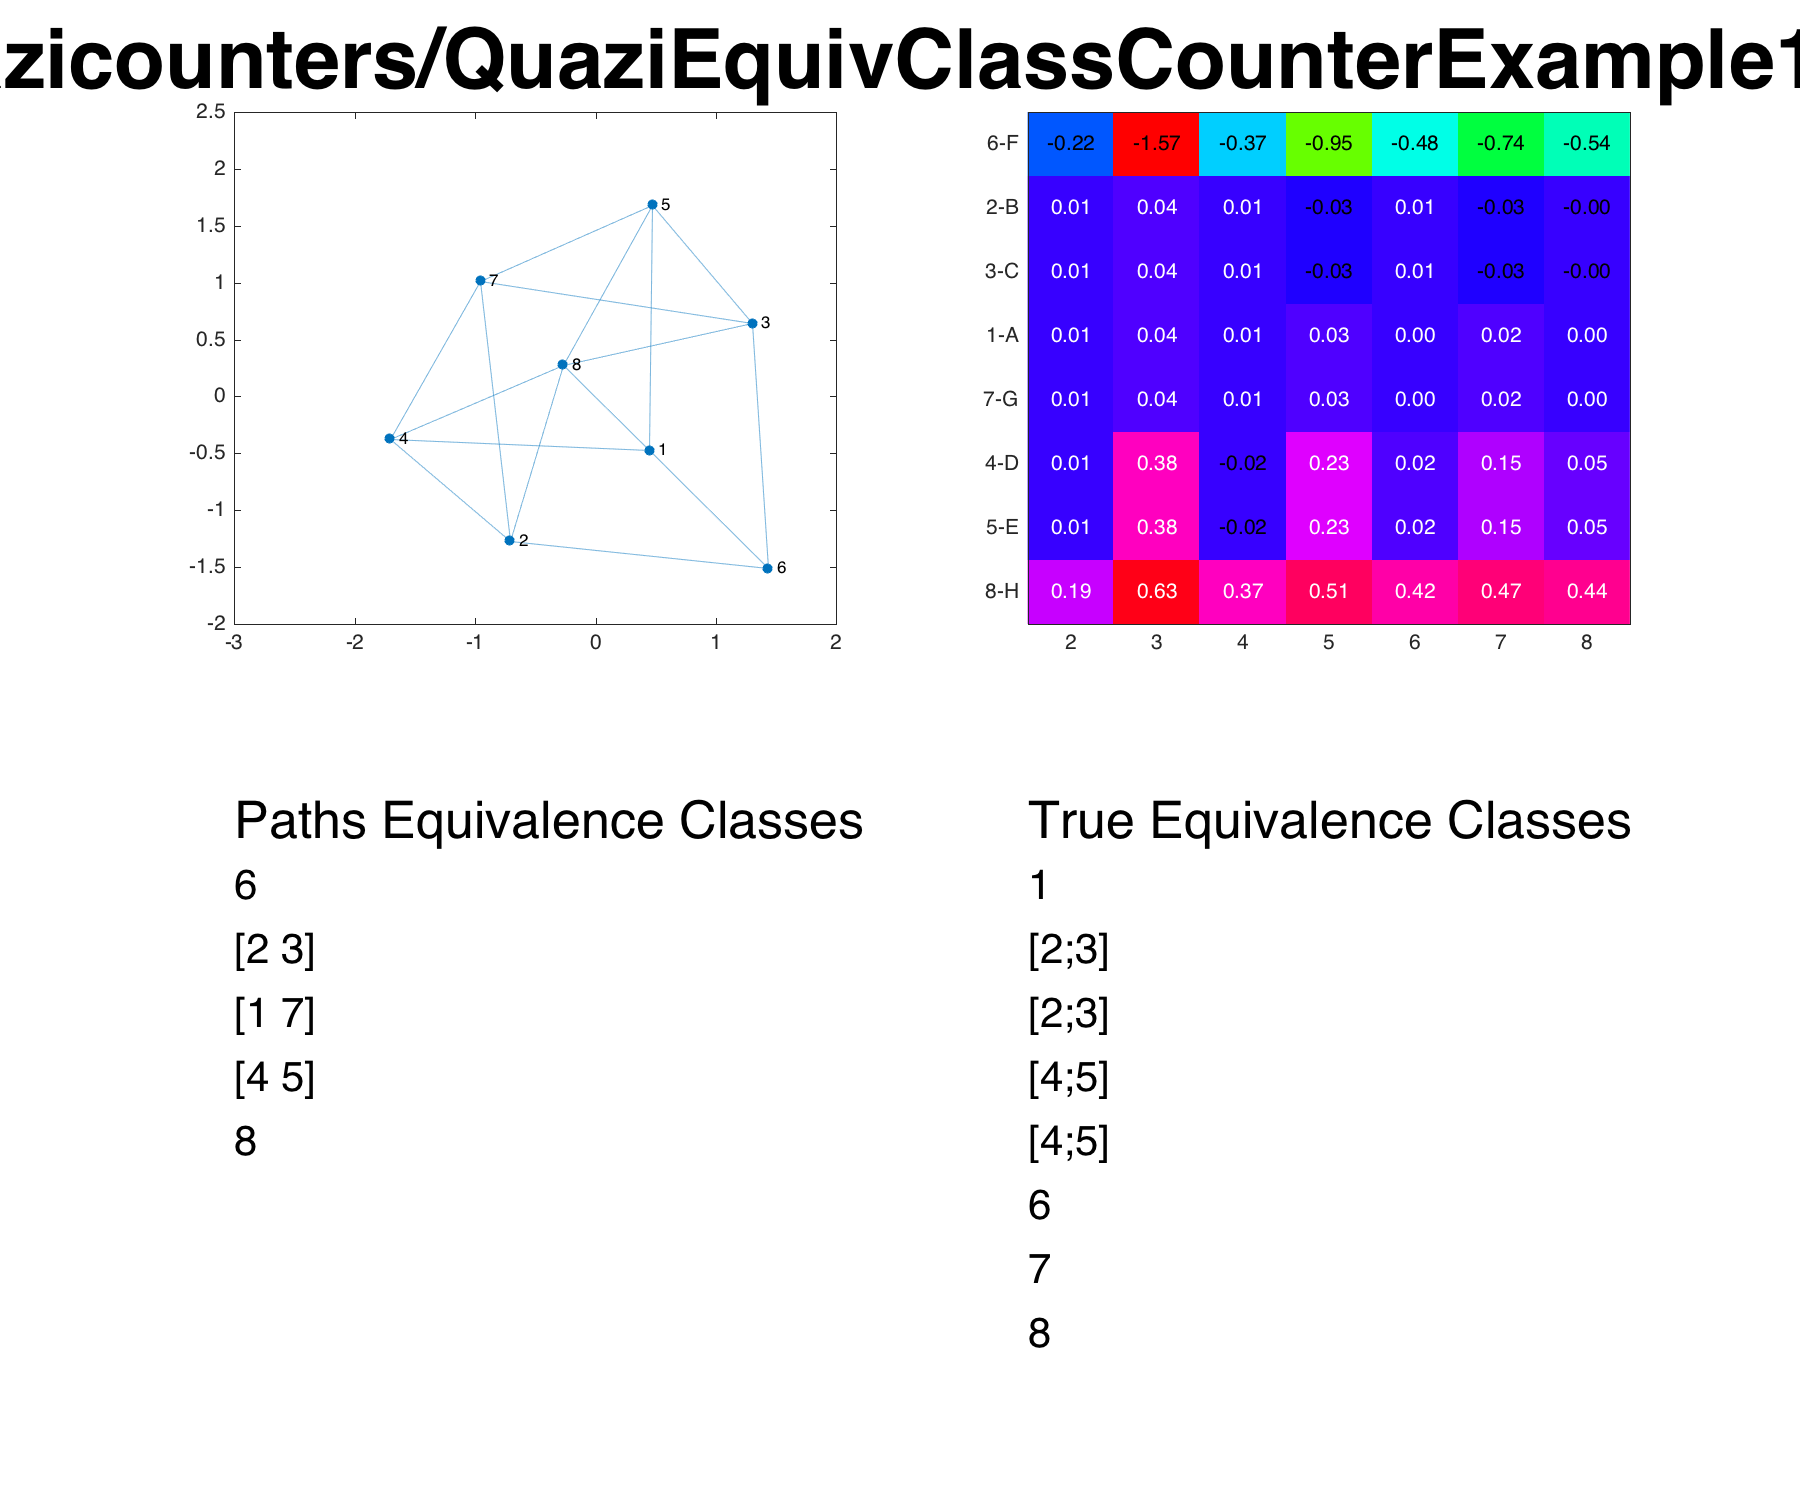 zicounters/QuaziEquivClassCounterExample1
2.5
2
1.5
1
0.5
0
-0.5
-1
-1.5
-2
-3 -2 -1 0 1 2
5
7
3
8
4
1
2
6
6-F -0.22 -1.57 -0.37 -0.95 -0.48 -0.74 -0.54
2-B 0.01 0.04 0.01 -0.03 0.01 -0.03 -0.00
3-C 0.01 0.04 0.01 -0.03 0.01 -0.03 -0.00
1-A 0.01 0.04 0.01 0.03 0.00 0.02 0.00
7-G 0.01 0.04 0.01 0.03 0.00 0.02 0.00
4-D 0.01 0.38 -0.02 0.23 0.02 0.15 0.05
5-E 0.01 0.38 -0.02 0.23 0.02 0.15 0.05
8-H 0.19 0.63 0.37 0.51 0.42 0.47 0.44
2 3 4 5 6 7 8
Paths Equivalence Classes
6
[2 3]
[1 7]
[4 5]
8
True Equivalence Classes
1
[2;3]
[2;3]
[4;5]
[4;5]
6
7
8